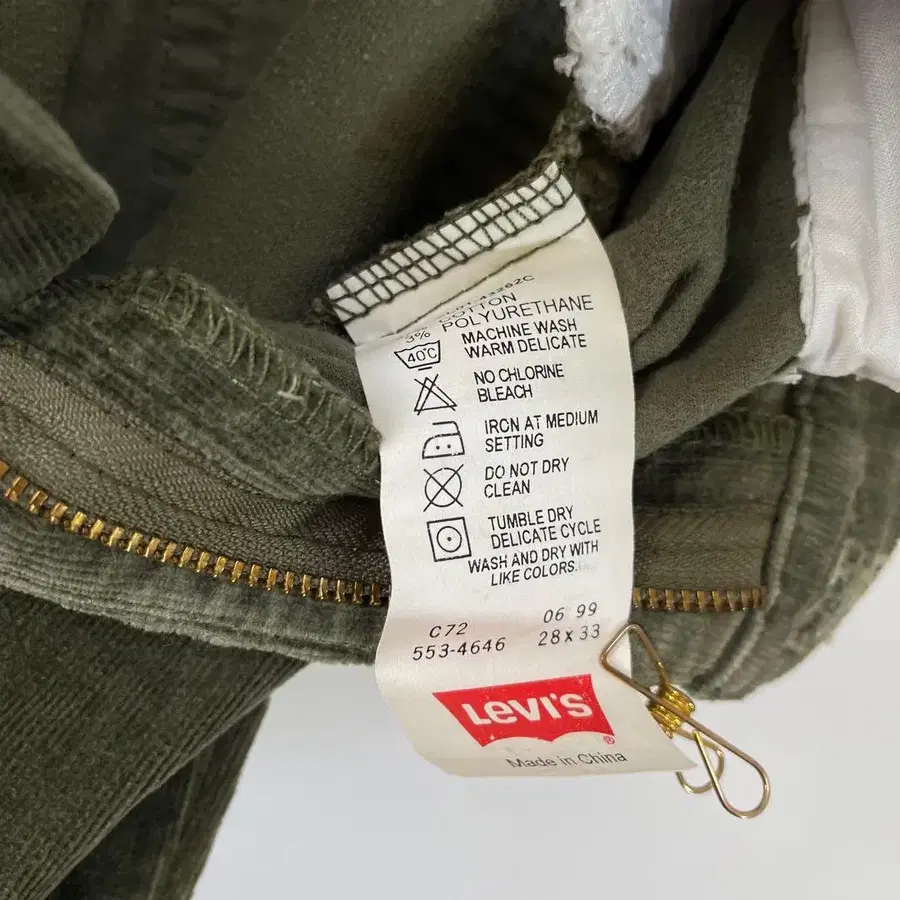 COTTON
3% POLYURETHANE
40°C MACHINE WASH
WARM DELICATE
NO CHLORINE
BLEACH
IRON AT MEDIUM
SETTING
DO NOT DRY
CLEAN
TUMBLE DRY
DELICATE CYCLE
WASH AND DRY WITH
LIKE COLORS.
C72 06 99
553-4646 28 x 33
LEVI'S ®
Made in China